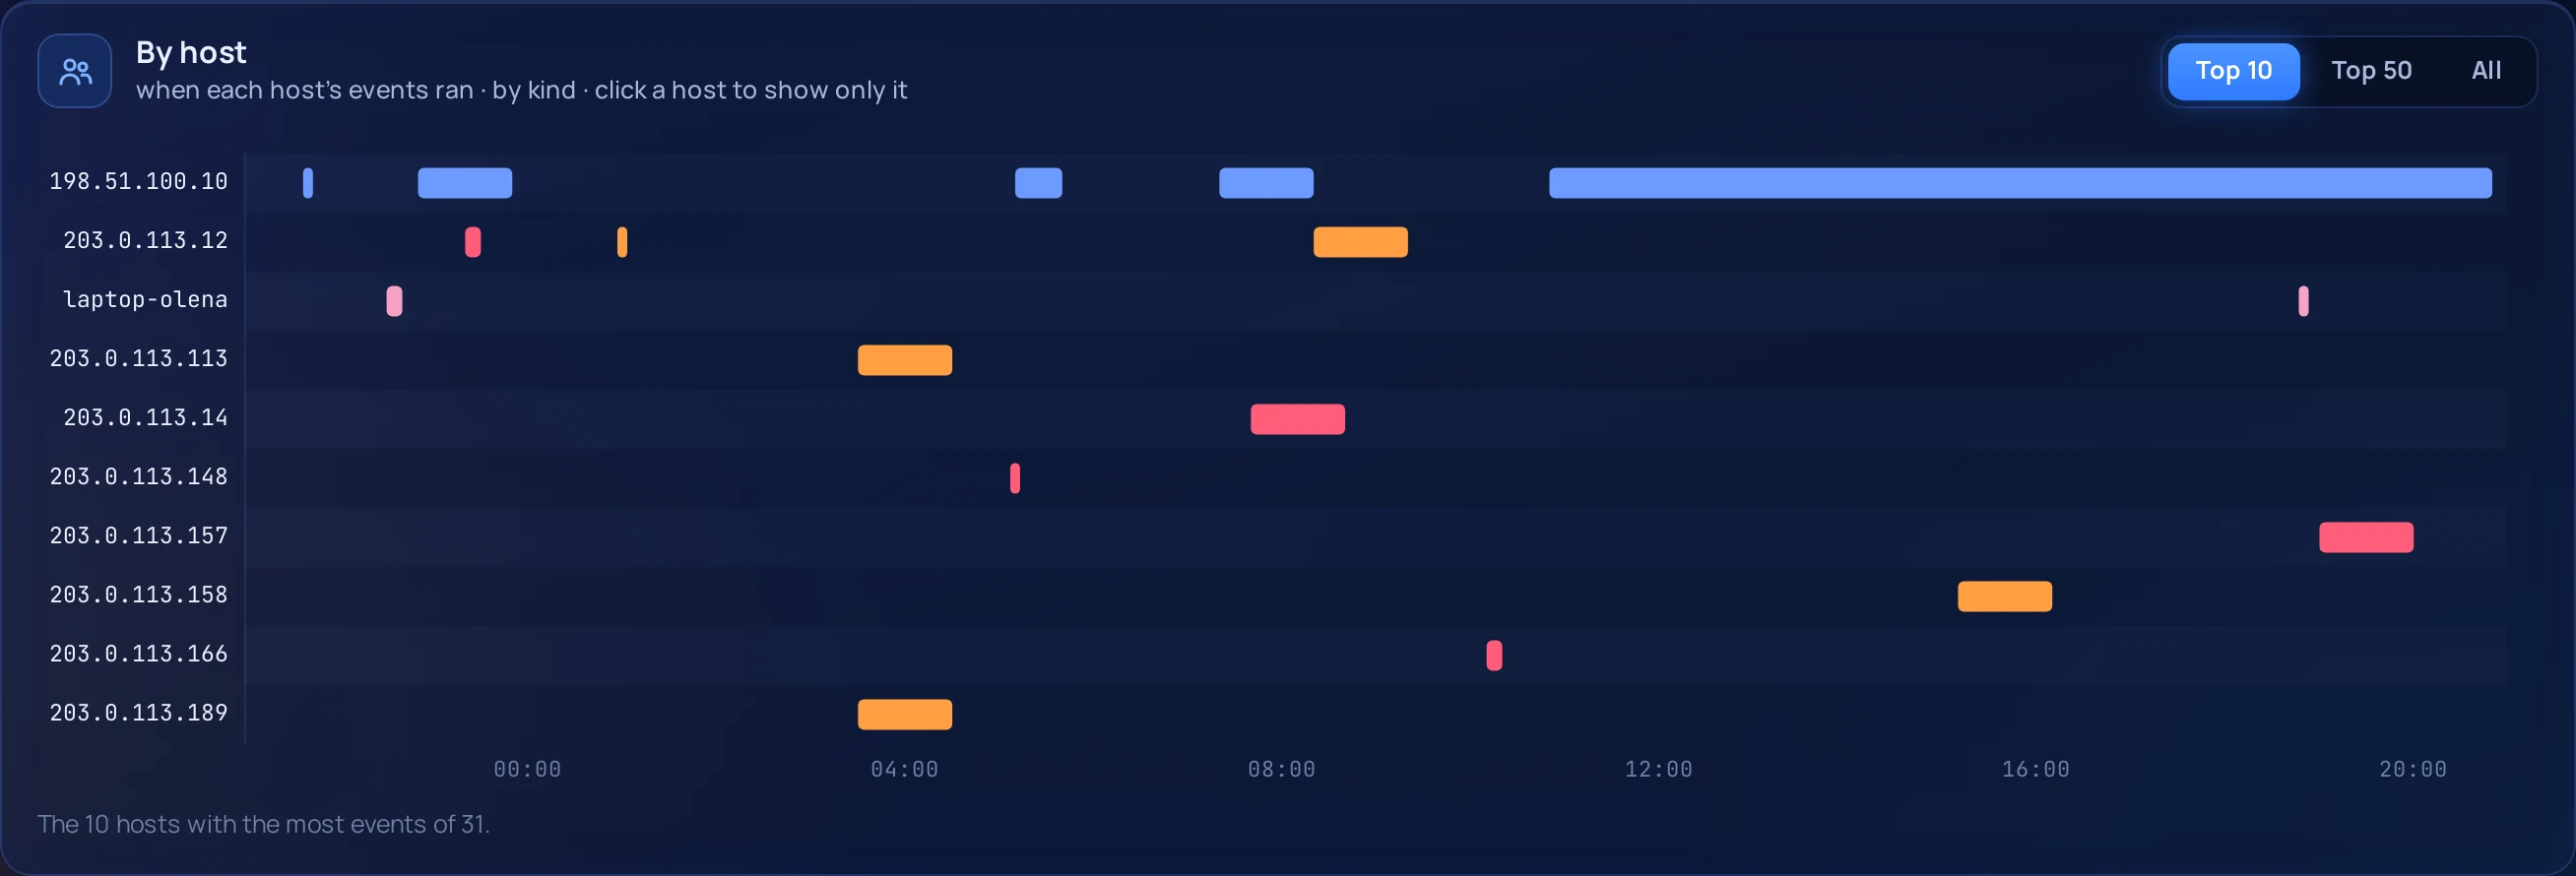 By host
when each host's events ran · by kind · click a host to show only it
Top 10 Top 50 All
198.51.100.10
203.0.113.12
laptop-olena
203.0.113.113
203.0.113.14
203.0.113.148
203.0.113.157
203.0.113.158
203.0.113.166
203.0.113.189
00:00 04:00 08:00 12:00 16:00 20:00
The 10 hosts with the most events of 31.